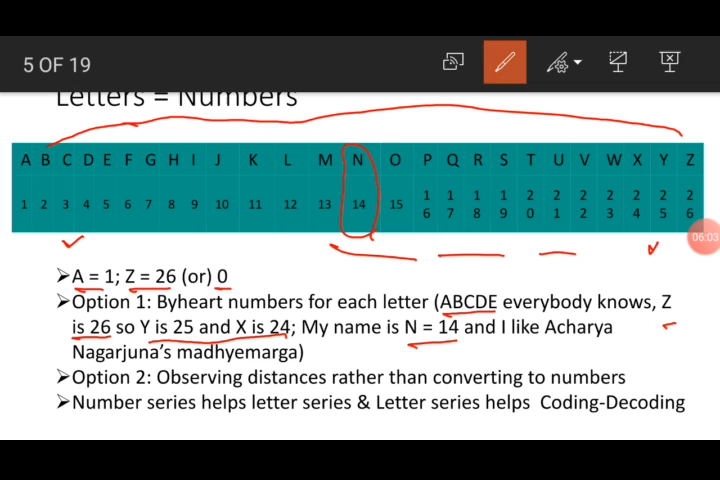 5 OF 19
Letters = Numbers
A B C D E F G H I J K L M N O P Q R S T U V W X Y Z
1 2 3 4 5 6 7 8 9 10 11 12 13 14 15 16 17 18 19 20 21 22 23 24 25 26
06:03
➢A = 1; Z = 26 (or) 0
➢Option 1: Byheart numbers for each letter (ABCDE everybody knows, Z
is 26 so Y is 25 and X is 24; My name is N = 14 and I like Acharya
Nagarjuna's madhyemarga)
➢Option 2: Observing distances rather than converting to numbers
➢Number series helps letter series & Letter series helps Coding-Decoding